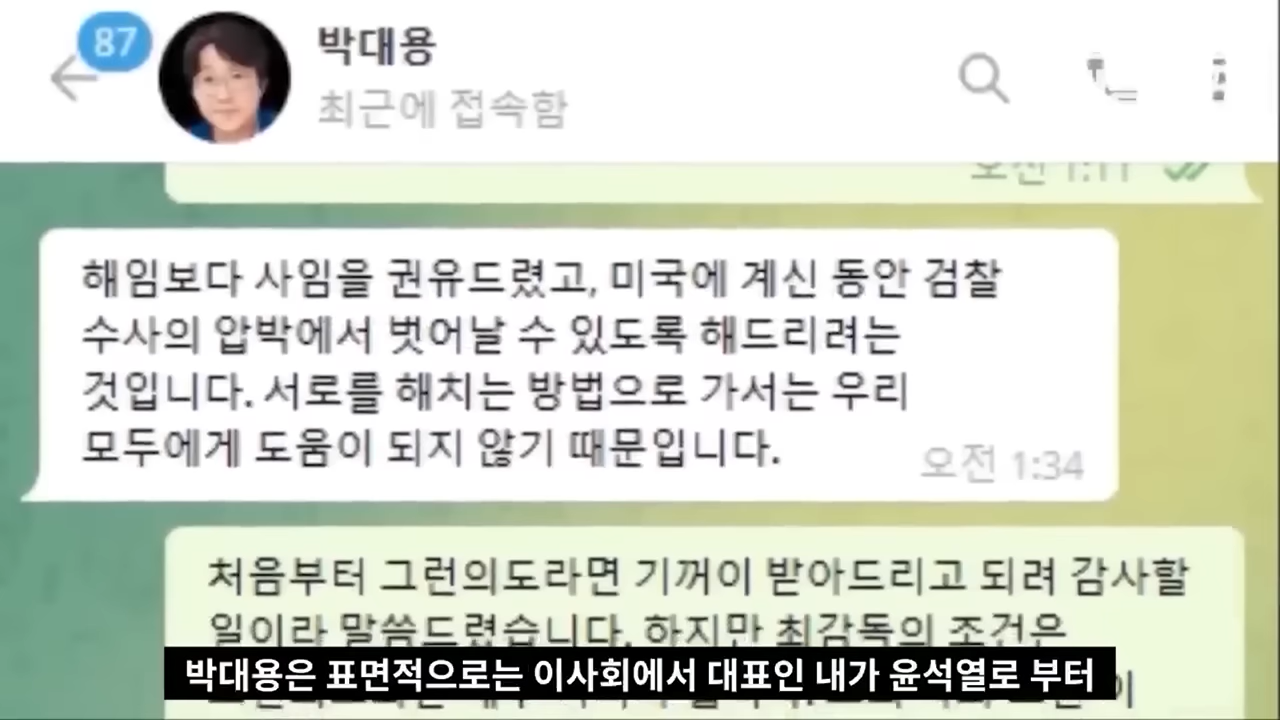 87
박대용
최근에 접속함
오전 1:11
해임보다 사임을 권유드렸고, 미국에 계신 동안 검찰
수사의 압박에서 벗어날 수 있도록 해드리려는
것입니다. 서로를 해치는 방법으로 가서는 우리
모두에게 도움이 되지 않기 때문입니다.
오전 1:34
처음부터 그런의도라면 기꺼이 받아드리고 되려 감사할
일이라 말씀드렸습니다. 하지만 최감독의 조건은
박대용은 표면적으로는 이사회에서 대표인 내가 윤석열로 부터